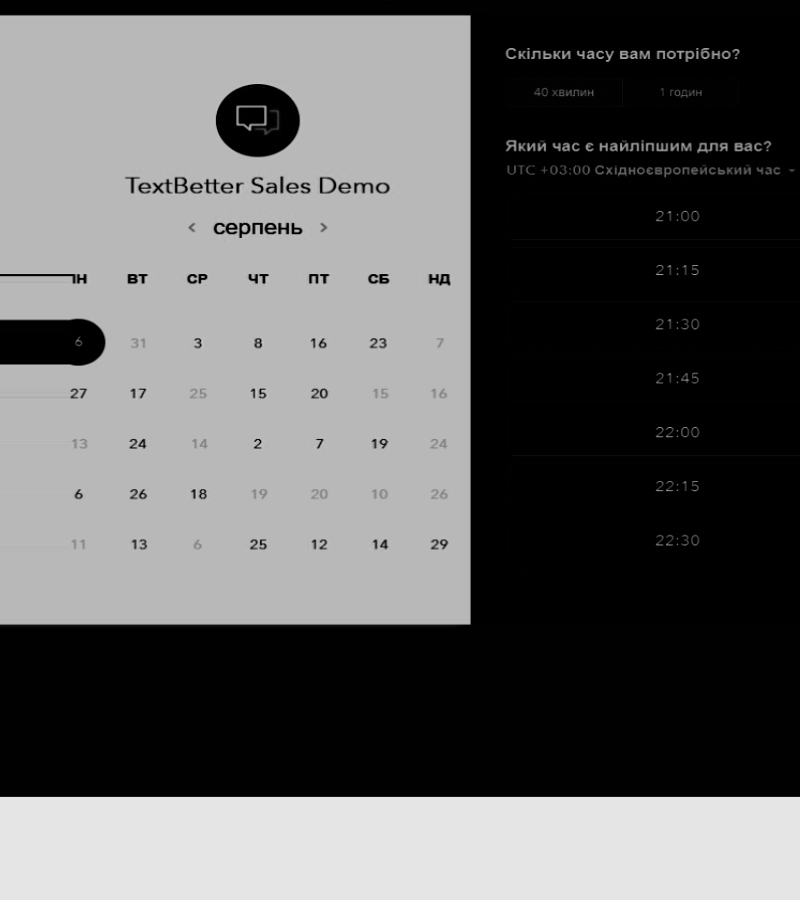 TextBetter Sales Demo
< серпень >
ПН ВТ СР ЧТ ПТ СБ НД
6 31 3 8 16 23 7
27 17 25 15 20 15 16
13 24 14 2 7 19 24
6 26 18 19 20 10 26
11 13 6 25 12 14 29
Скільки часу вам потрібно?
40 хвилин 1 годин
Який час є найліпшим для вас?
UTC +03:00 Східноєвропейський час
21:00
21:15
21:30
21:45
22:00
22:15
22:30